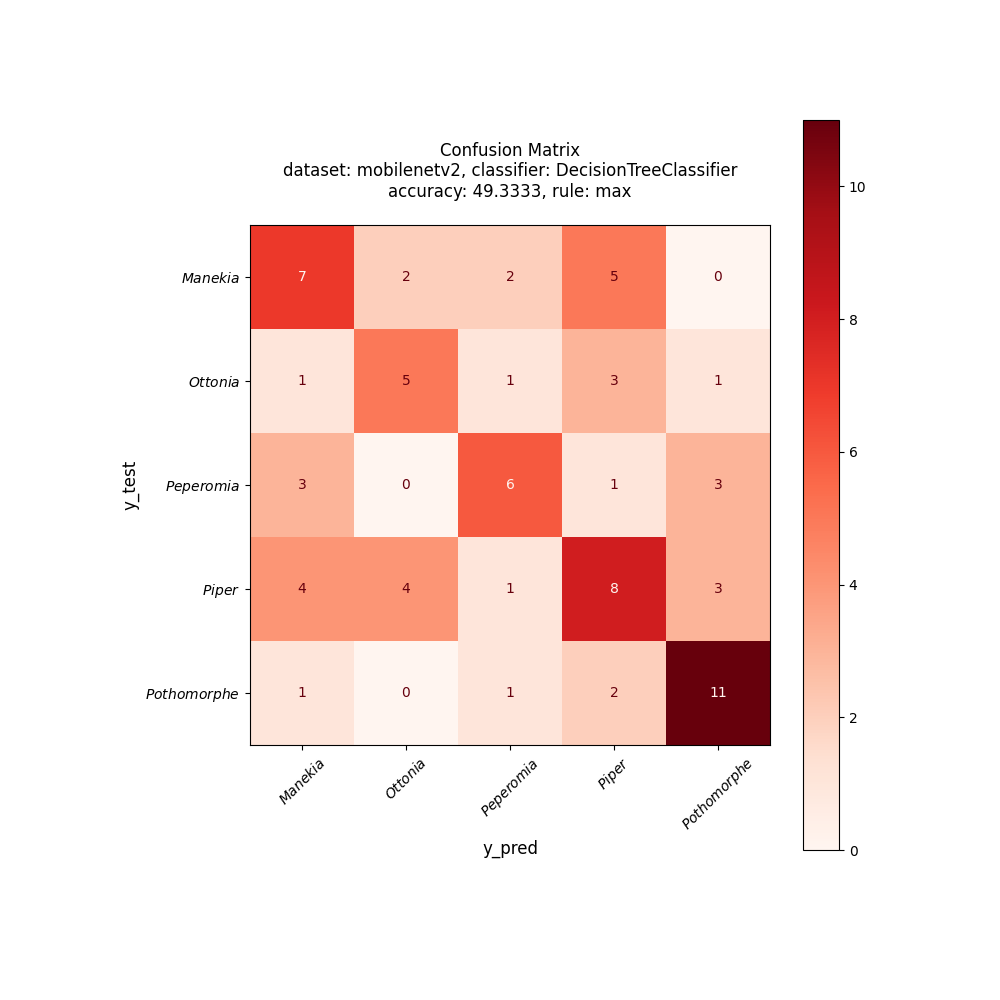 Confusion Matrix
dataset: mobilenetv2, classifier: DecisionTreeClassifier
accuracy: 49.3333, rule: max
Manekia 7 2 2 5 0
Ottonia 1 5 1 3 1
Peperomia 3 0 6 1 3
Piper 4 4 1 8 3
Pothomorphe 1 0 1 2 11
Manekia Ottonia Peperomia Piper Pothomorphe
y_pred
y_test
10
8
6
4
2
0